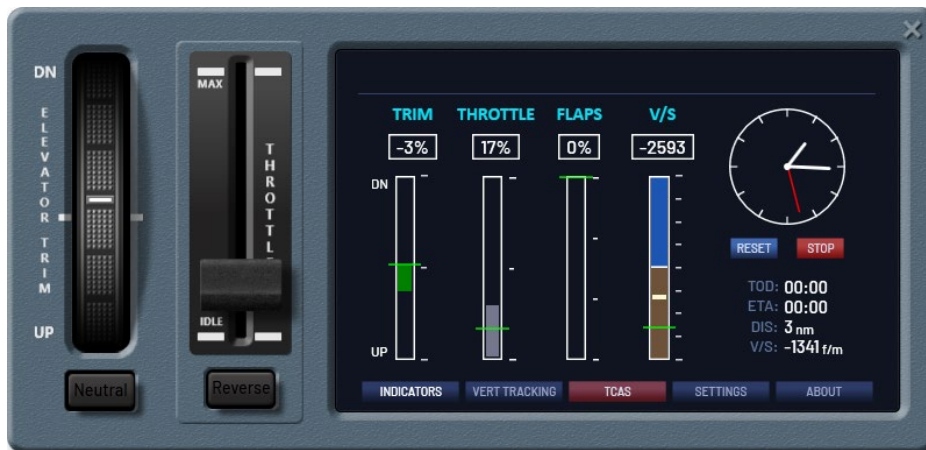 DN
ELEVATOR TRIM
UP
Neutral
MAX
THROTTLE
IDLE
Reverse
TRIM THROTTLE FLAPS V/S
-3% 17% 0% -2593
DN
UP
RESET STOP
TOD: 00:00
ETA: 00:00
DIS: 3 nm
V/S: -1341 f/m
INDICATORS VERT TRACKING TCAS SETTINGS ABOUT